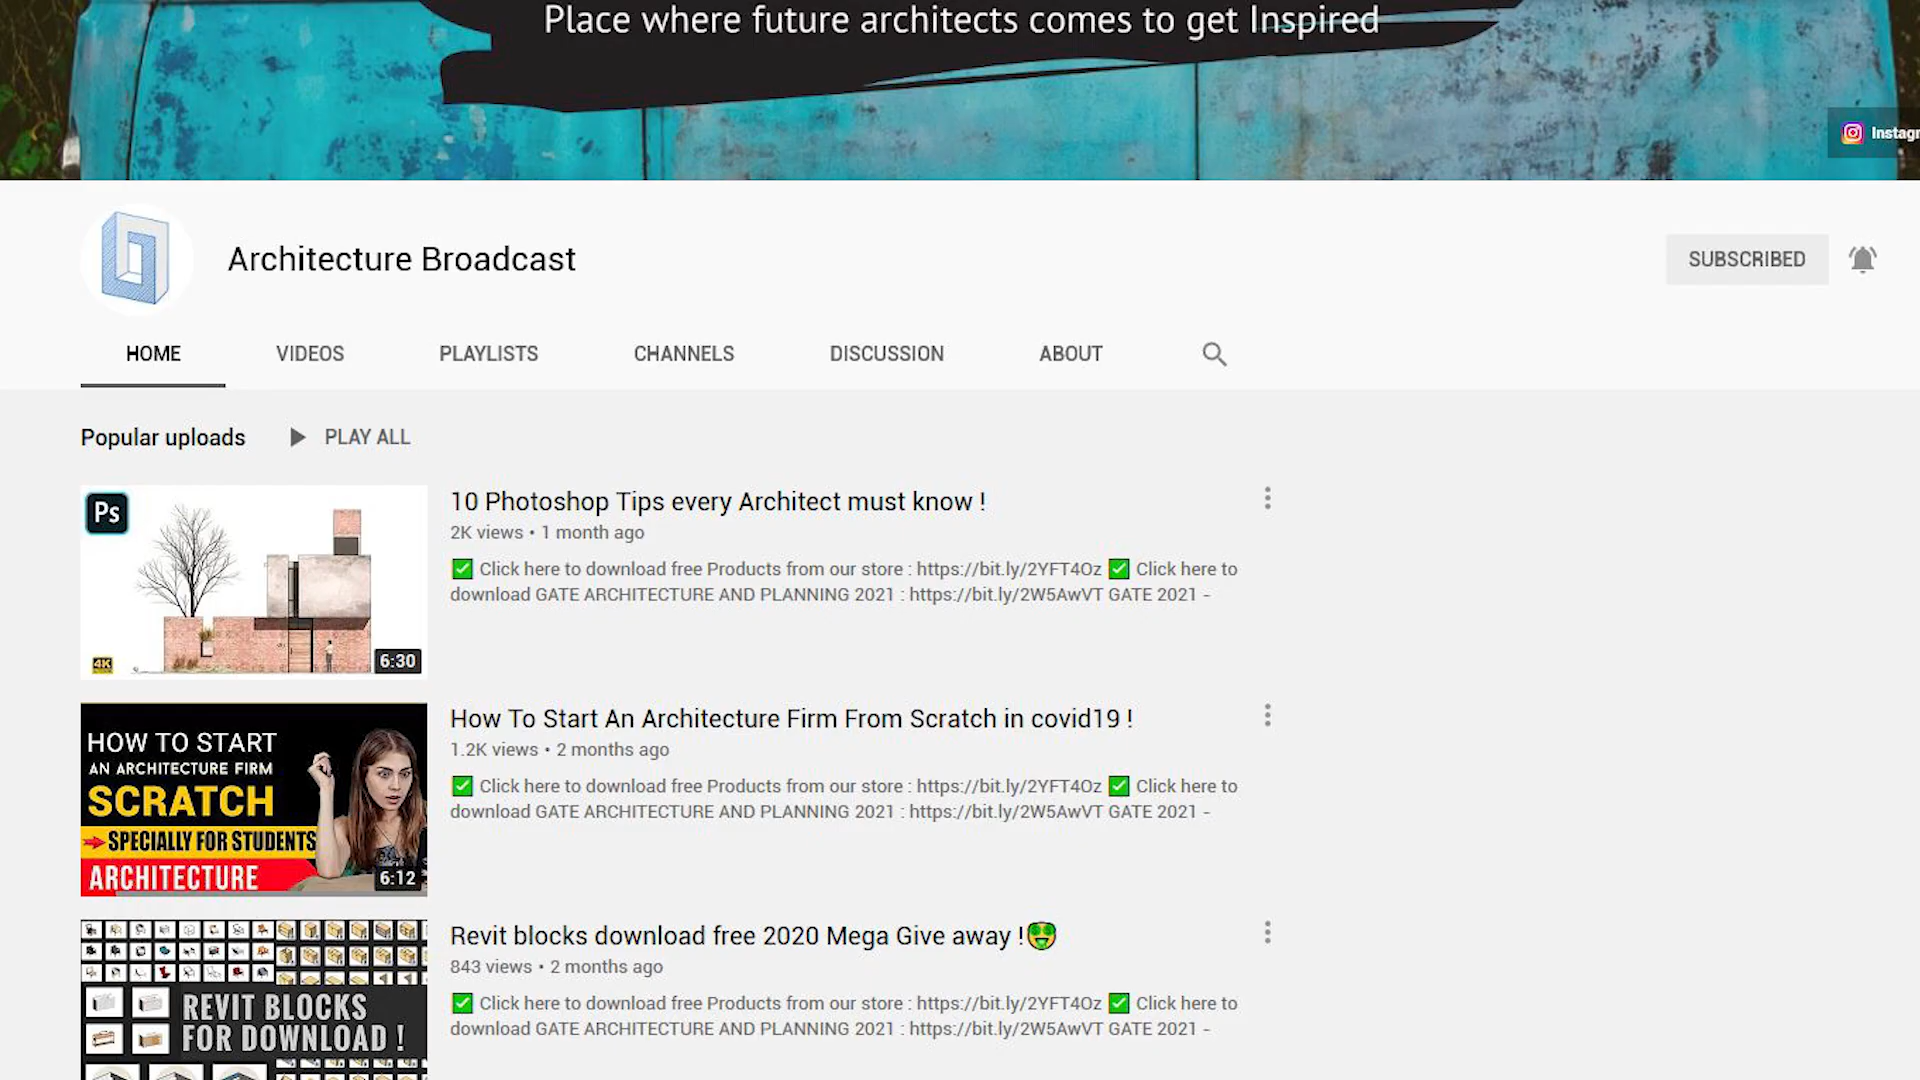 Place where future architects comes to get Inspired
Instagr
Architecture Broadcast
SUBSCRIBED
HOME
VIDEOS
PLAYLISTS
CHANNELS
DISCUSSION
ABOUT
Popular uploads
PLAY ALL
Ps
4K
6:30
10 Photoshop Tips every Architect must know !
2K views • 1 month ago
✅ Click here to download free Products from our store : https://bit.ly/2YFT4Oz ✅ Click here to
download GATE ARCHITECTURE AND PLANNING 2021 : https://bit.ly/2W5AwVT GATE 2021 -
HOW TO START
AN ARCHITECTURE FIRM
SCRATCH
SPECIALLY FOR STUDENTS
ARCHITECTURE
6:12
How To Start An Architecture Firm From Scratch in covid19 !
1.2K views • 2 months ago
✅ Click here to download free Products from our store : https://bit.ly/2YFT4Oz ✅ Click here to
download GATE ARCHITECTURE AND PLANNING 2021 : https://bit.ly/2W5AwVT GATE 2021 -
REVIT BLOCKS
FOR DOWNLOAD !
Revit blocks download free 2020 Mega Give away !🤑
843 views • 2 months ago
✅ Click here to download free Products from our store : https://bit.ly/2YFT4Oz ✅ Click here to
download GATE ARCHITECTURE AND PLANNING 2021 : https://bit.ly/2W5AwVT GATE 2021 -